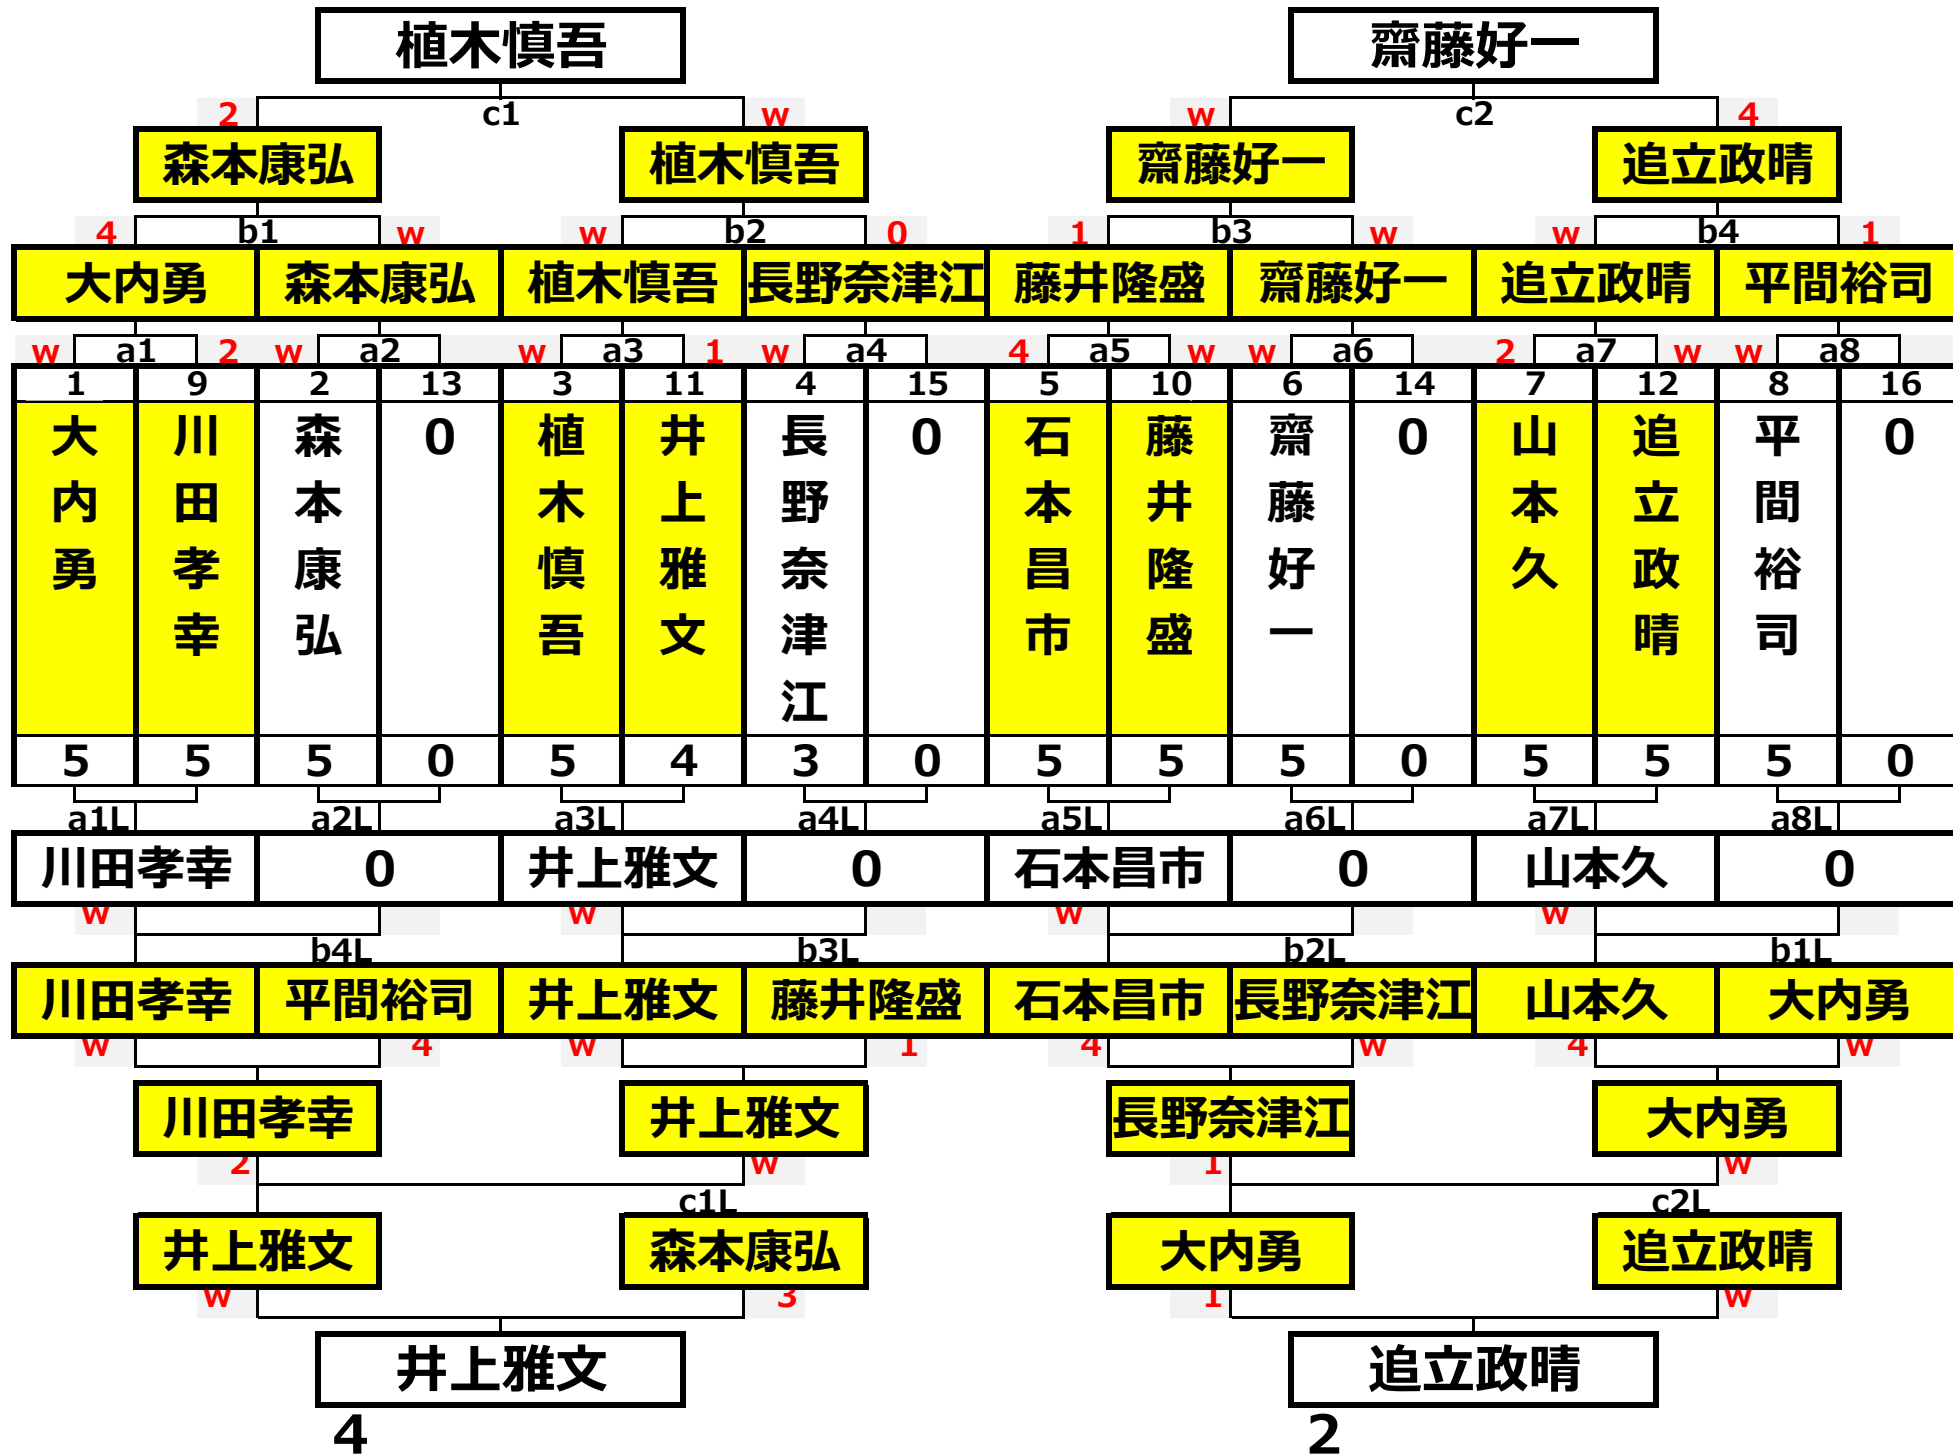 植木慎吾 齋藤好一
2 c1 w w c2 4
森本康弘 植木慎吾 齋藤好一 追立政晴
4 b1 w w b2 0 1 b3 w w b4 1
大内勇 森本康弘 植木慎吾 長野奈津江 藤井隆盛 齋藤好一 追立政晴 平間裕司
w a1 2 w a2 w a3 1 w a4 4 a5 w w a6 2 a7 w w a8
1 9 2 13 3 11 4 15 5 10 6 14 7 12 8 16
大内勇 川田孝幸 森本康弘 0 植木慎吾 井上雅文 長野奈津江 0 石本昌市 藤井隆盛 齋藤好一 0 山本久 追立政晴 平間裕司 0
5 5 5 0 5 4 3 0 5 5 5 0 5 5 5 0
a1L a2L a3L a4L a5L a6L a7L a8L
川田孝幸 0 井上雅文 0 石本昌市 0 山本久 0
w w w w
b4L b3L b2L b1L
川田孝幸 平間裕司 井上雅文 藤井隆盛 石本昌市 長野奈津江 山本久 大内勇
w 4 w 1 4 w 4 w
川田孝幸 井上雅文 長野奈津江 大内勇
2 w 1 w
c1L c2L
井上雅文 森本康弘 大内勇 追立政晴
w 3 1 w
井上雅文 追立政晴
4 2